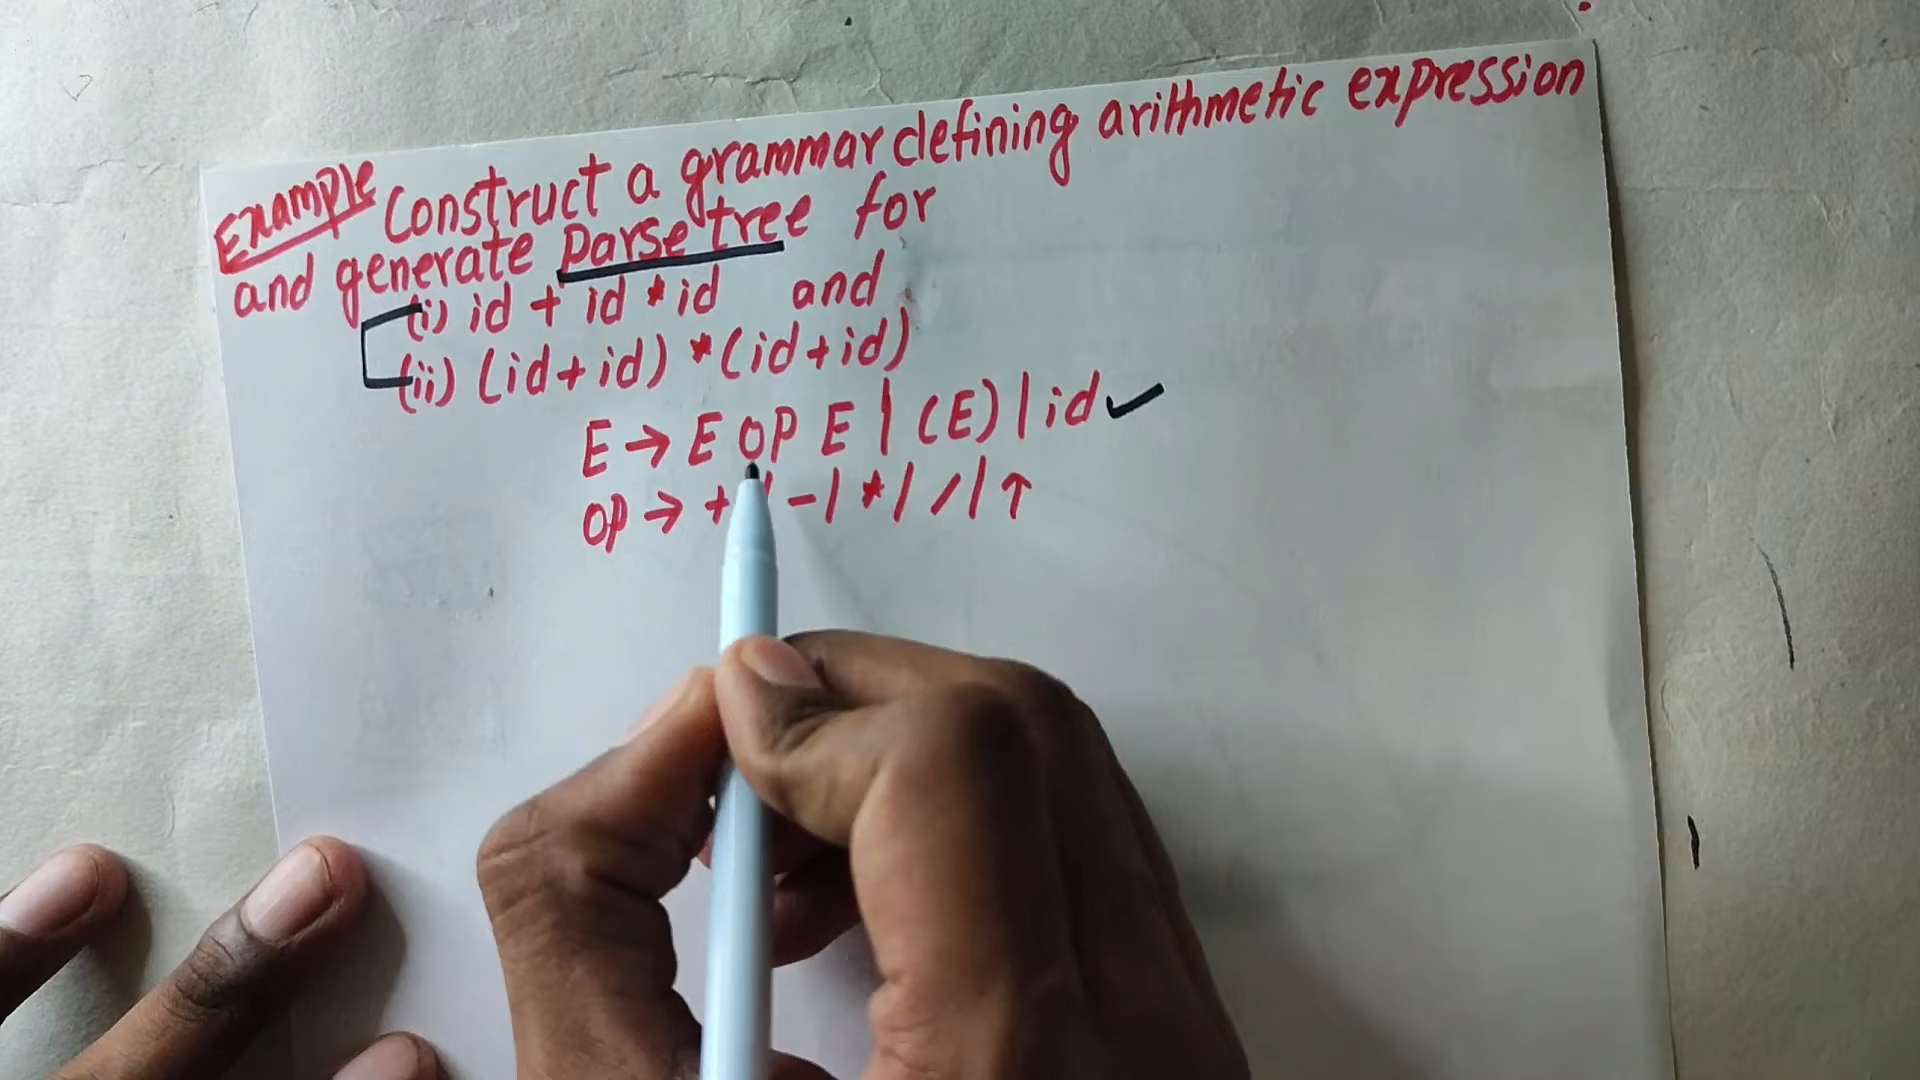 Example Construct a grammar defining arithmetic expression
and generate parse tree for
(i) id + id * id and
(ii) (id+id) * (id+id)
E → E OP E | (E) | id ✓
OP → + | - | * | / | ↑